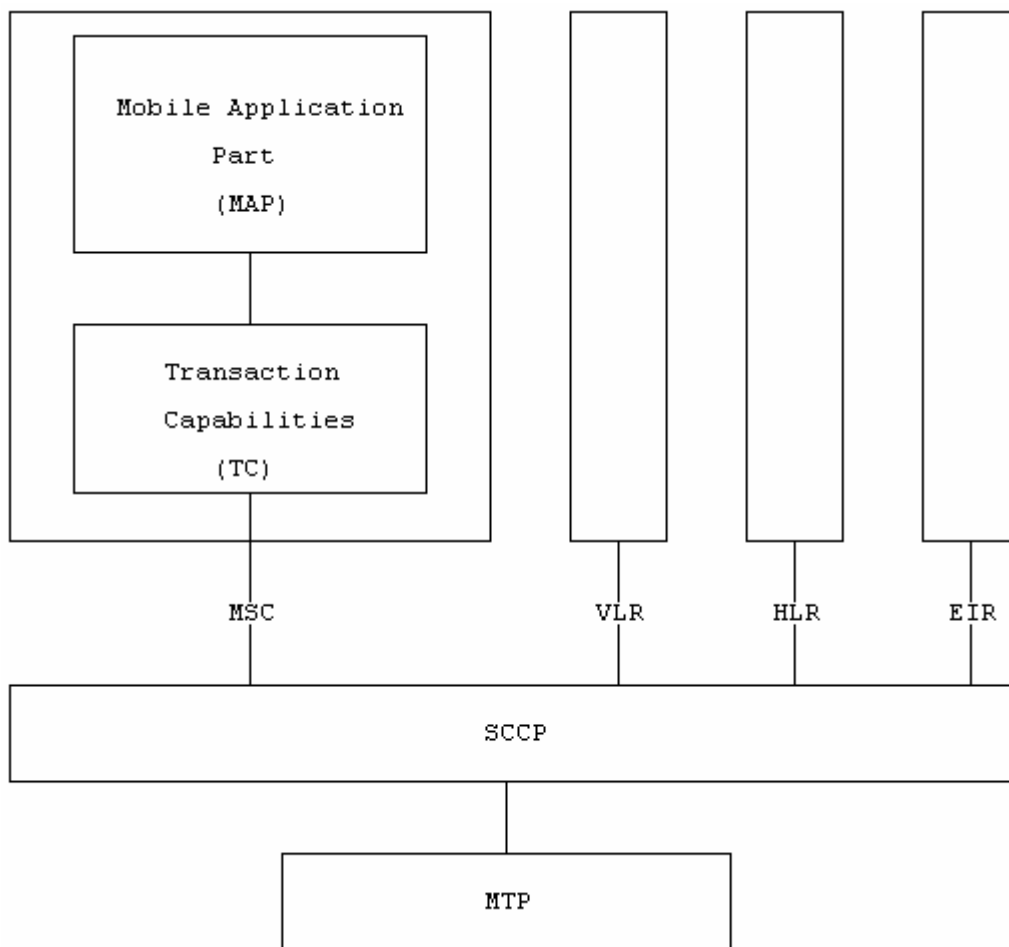 Mobile Application
Part
(MAP)
Transaction
Capabilities
(TC)
MSC
VLR
HLR
EIR
SCCP
MTP